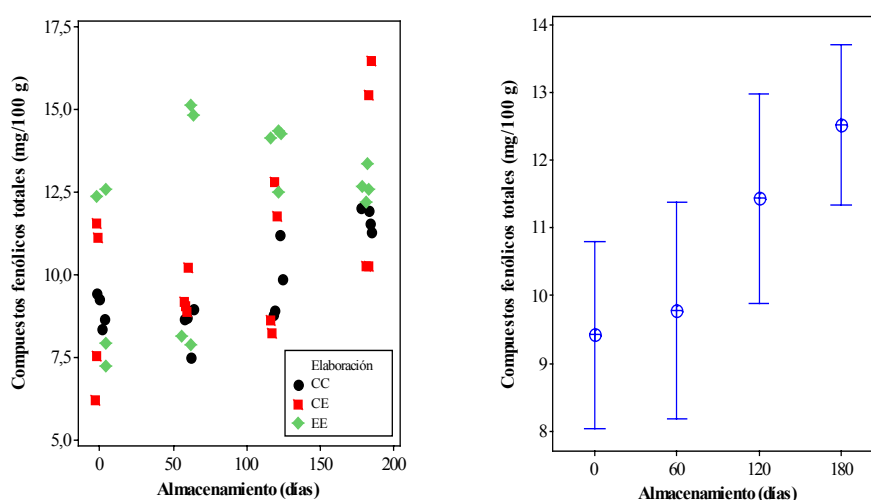 Compuestos fenólicos totales (mg/100 g)
17,5
15,0
12,5
10,0
7,5
5,0
0
50
100
150
200
Almacenamiento (días)
Elaboración
CC
CE
EE
Compuestos fenólicos totales (mg/100 g)
14
13
12
11
10
9
8
0
60
120
180
Almacenamiento (días)